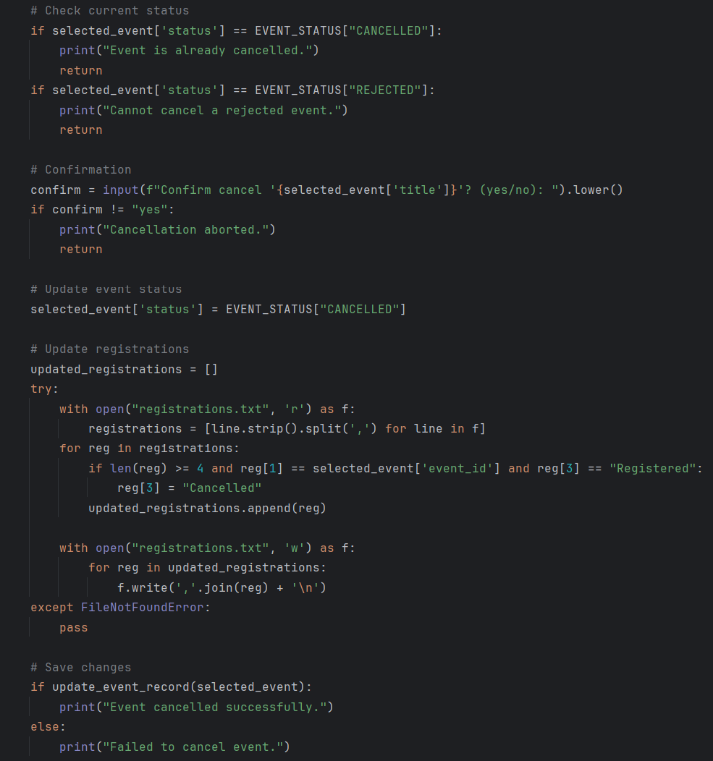 # Check current status
if selected_event['status'] == EVENT_STATUS["CANCELLED"]:
    print("Event is already cancelled.")
    return
if selected_event['status'] == EVENT_STATUS["REJECTED"]:
    print("Cannot cancel a rejected event.")
    return

# Confirmation
confirm = input(f"Confirm cancel '{selected_event['title']}'? (yes/no): ").lower()
if confirm != "yes":
    print("Cancellation aborted.")
    return

# Update event status
selected_event['status'] = EVENT_STATUS["CANCELLED"]

# Update registrations
updated_registrations = []
try:
    with open("registrations.txt", 'r') as f:
        registrations = [line.strip().split(',') for line in f]
    for reg in registrations:
        if len(reg) >= 4 and reg[1] == selected_event['event_id'] and reg[3] == "Registered":
            reg[3] = "Cancelled"
        updated_registrations.append(reg)

    with open("registrations.txt", 'w') as f:
        for reg in updated_registrations:
            f.write(','.join(reg) + '\n')
except FileNotFoundError:
    pass

# Save changes
if update_event_record(selected_event):
    print("Event cancelled successfully.")
else:
    print("Failed to cancel event.")